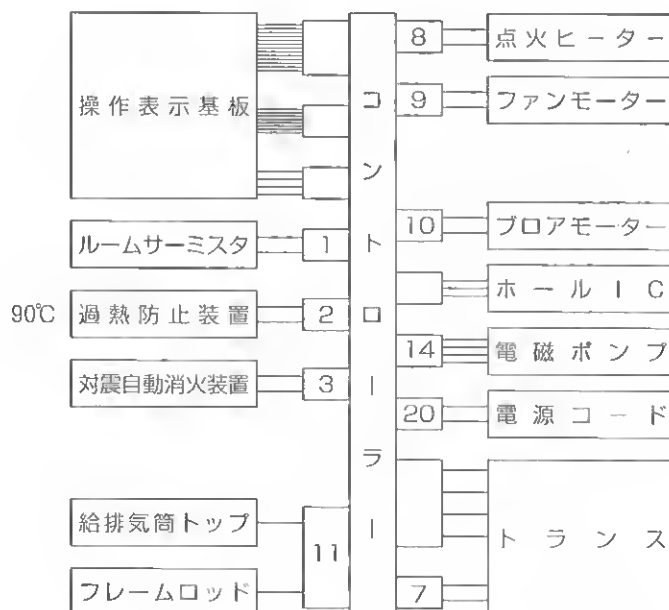 操作表示基板
ルームサーミスタ
1
90℃
過熱防止装置
2
対震自動消火装置
3
給排気筒トップ
フレームロッド
11
コントローラー
8
点火ヒーター
9
ファンモーター
10
ブロアモーター
ホールIC
14
電磁ポンプ
20
電源コード
トランス
7